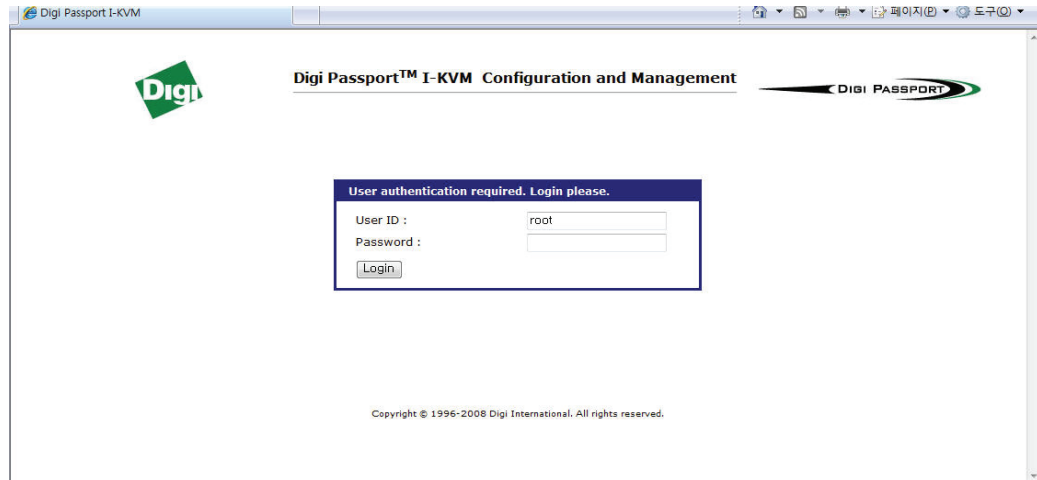 Digi Passport I-KVM
페이지(P) 도구(O)
Digi
Digi Passport™ I-KVM Configuration and Management
DIGI PASSPORT
User authentication required. Login please.
User ID : root
Password :
Login
Copyright © 1996-2008 Digi International. All rights reserved.